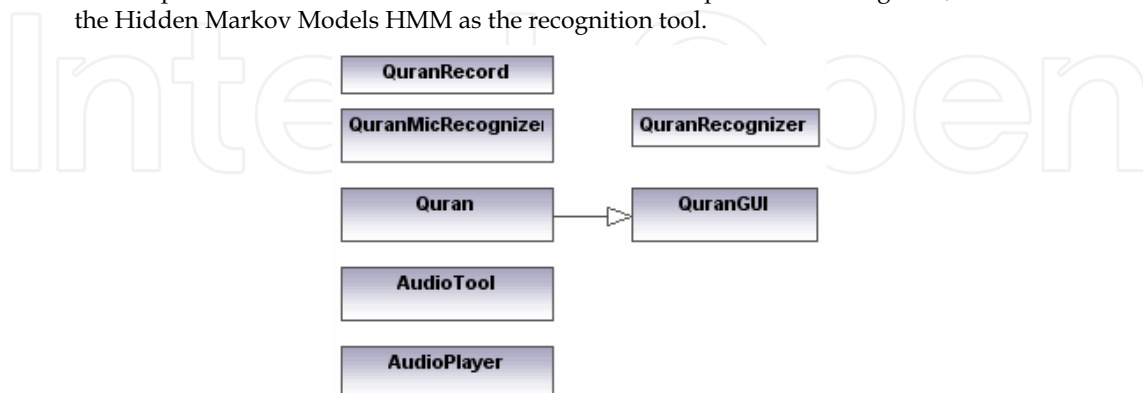 the Hidden Markov Models HMM as the recognition tool.
QuranRecord
QuranMicRecognizer
QuranRecognizer
Quran
QuranGUI
AudioTool
AudioPlayer